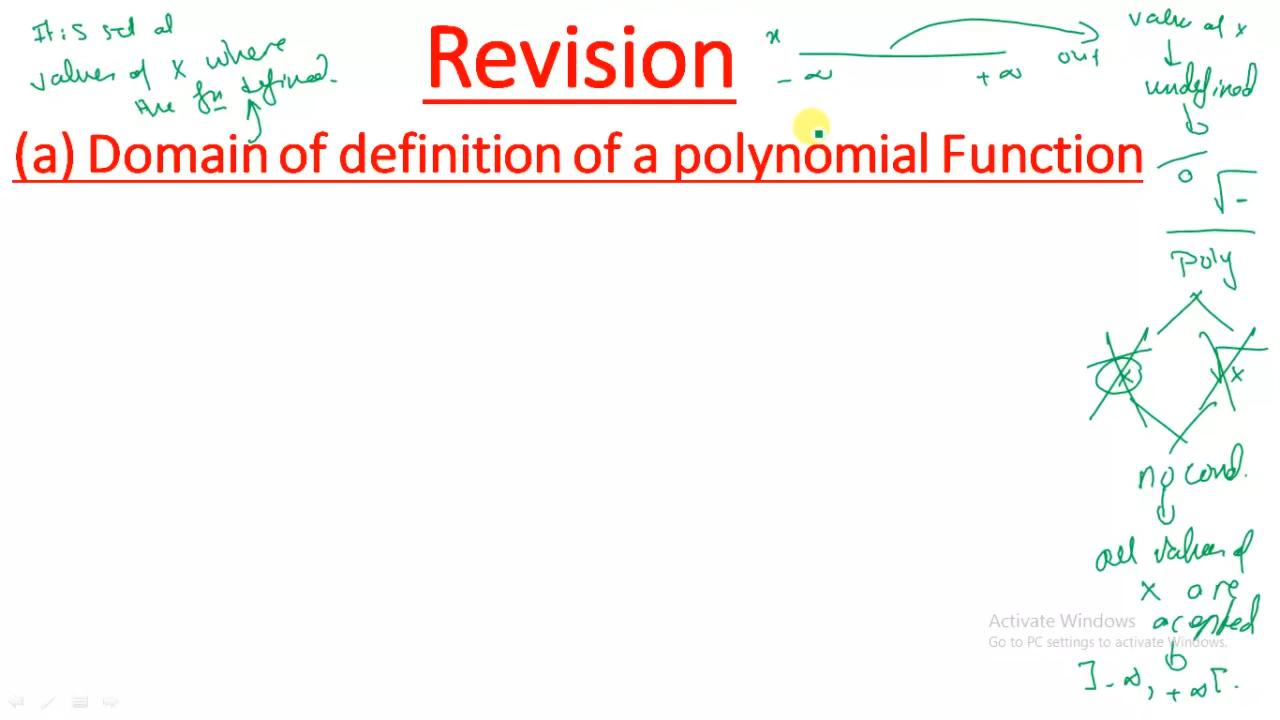 Revision
(a) Domain of definition of a polynomial Function
It is set of
values of x where
the fn defined.
x
- ∞
+ ∞
out
value of x
↓
undefined
0 √-
Poly
x
x
no cond.
all values of
x are
accepted
]-∞, +∞[.
Activate Windows
Go to PC settings to activate Windows.